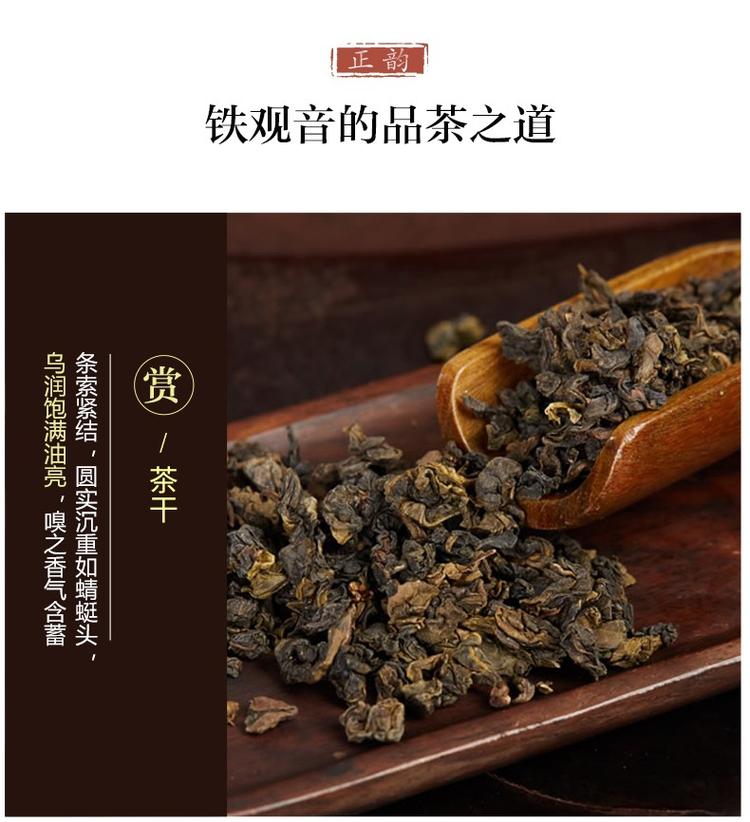 正韵
铁观音的品茶之道
赏
/
茶干
条索紧结，圆实沉重如蜻蜓头，
乌润饱满油亮，嗅之香气含蓄